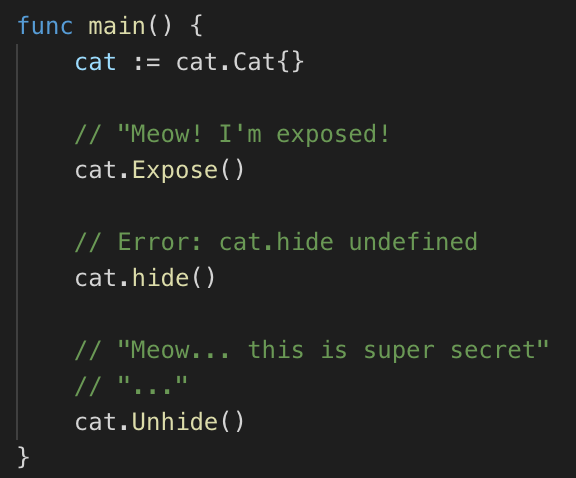 func main() {
    cat := cat.Cat{}

    // "Meow! I'm exposed!
    cat.Expose()

    // Error: cat.hide undefined
    cat.hide()

    // "Meow... this is super secret"
    // "..."
    cat.Unhide()
}